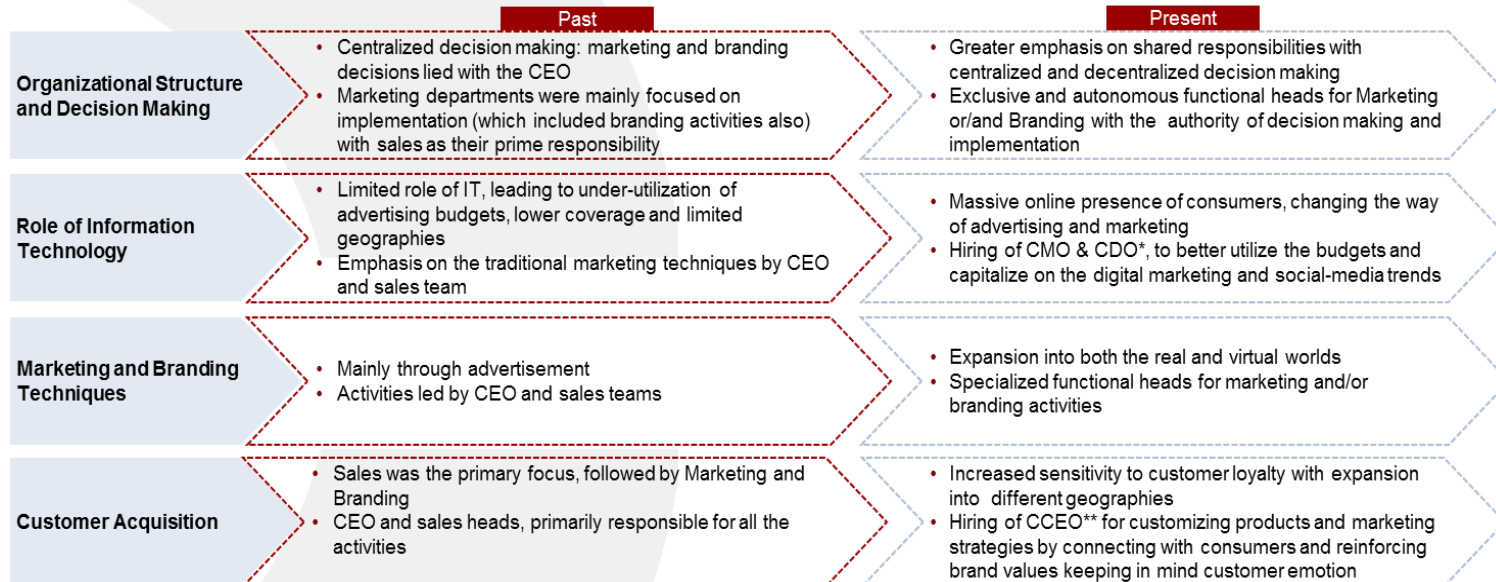 Past
Present
Organizational Structure
and Decision Making
• Centralized decision making: marketing and branding
decisions lied with the CEO
• Marketing departments were mainly focused on
implementation (which included branding activities also)
with sales as their prime responsibility
• Greater emphasis on shared responsibilities with
centralized and decentralized decision making
• Exclusive and autonomous functional heads for Marketing
or/and Branding with the authority of decision making and
implementation
Role of Information
Technology
• Limited role of IT, leading to under-utilization of
advertising budgets, lower coverage and limited
geographies
• Emphasis on the traditional marketing techniques by CEO
and sales team
• Massive online presence of consumers, changing the way
of advertising and marketing
• Hiring of CMO & CDO*, to better utilize the budgets and
capitalize on the digital marketing and social-media trends
Marketing and Branding
Techniques
• Mainly through advertisement
• Activities led by CEO and sales teams
• Expansion into both the real and virtual worlds
• Specialized functional heads for marketing and/or
branding activities
Customer Acquisition
• Sales was the primary focus, followed by Marketing and
Branding
• CEO and sales heads, primarily responsible for all the
activities
• Increased sensitivity to customer loyalty with expansion
into different geographies
• Hiring of CCEO** for customizing products and marketing
strategies by connecting with consumers and reinforcing
brand values keeping in mind customer emotion